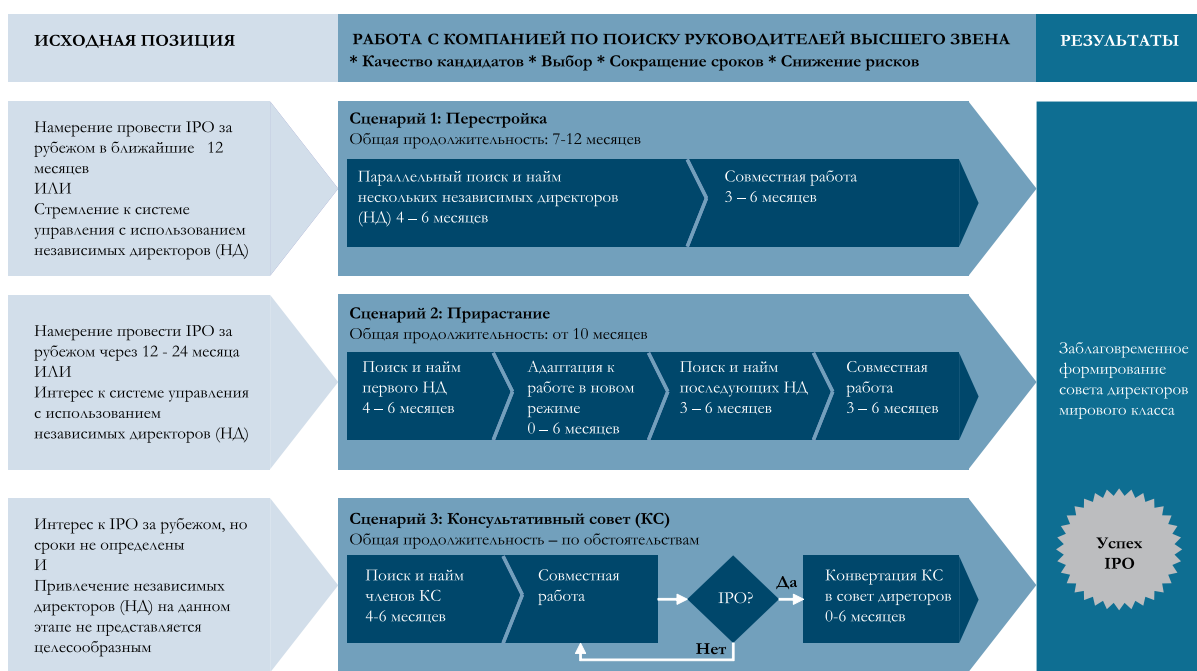 ИСХОДНАЯ ПОЗИЦИЯ
РАБОТА С КОМПАНИЕЙ ПО ПОИСКУ РУКОВОДИТЕЛЕЙ ВЫСШЕГО ЗВЕНА
* Качество кандидатов * Выбор * Сокращение сроков * Снижение рисков
РЕЗУЛЬТАТЫ
Намерение провести IPO за
рубежом в ближайшие 12
месяцев
ИЛИ
Стремление к системе
управления с использованием
независимых директоров (НД)
Сценарий 1: Перестройка
Общая продолжительность: 7-12 месяцев
Параллельный поиск и найм
нескольких независимых директоров
(НД) 4 – 6 месяцев
Совместная работа
3 – 6 месяцев
Намерение провести IPO за
рубежом через 12 - 24 месяца
ИЛИ
Интерес к системе управления
с использованием
независимых директоров (НД)
Сценарий 2: Прирастание
Общая продолжительность: от 10 месяцев
Поиск и найм
первого НД
4 – 6 месяцев
Адаптация к
работе в новом
режиме
0 – 6 месяцев
Поиск и найм
последующих НД
3 – 6 месяцев
Совместная
работа
3 – 6 месяцев
Интерес к IPO за рубежом, но
сроки не определены
И
Привлечение независимых
директоров (НД) на данном
этапе не представляется
целесообразным
Сценарий 3: Консультативный совет (КС)
Общая продолжительность – по обстоятельствам
Поиск и найм
членов КС
4-6 месяцев
Совместная
работа
IPO?
Да
Нет
Конвертация КС
в совет диреторов
0-6 месяцев
Заблаговременное
формирование
совета директоров
мирового класса
Успех
IPO